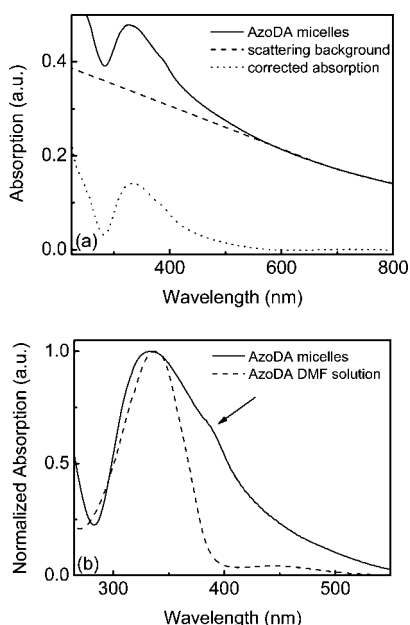 AzoDA micelles
scattering background
corrected absorption
0.4
0.2
0.0
Absorption (a.u.)
(a)
400
600
800
Wavelength (nm)
AzoDA micelles
AzoDA DMF solution
1.0
0.5
0.0
Normalized Absorption (a.u.)
(b)
300
400
500
Wavelength (nm)